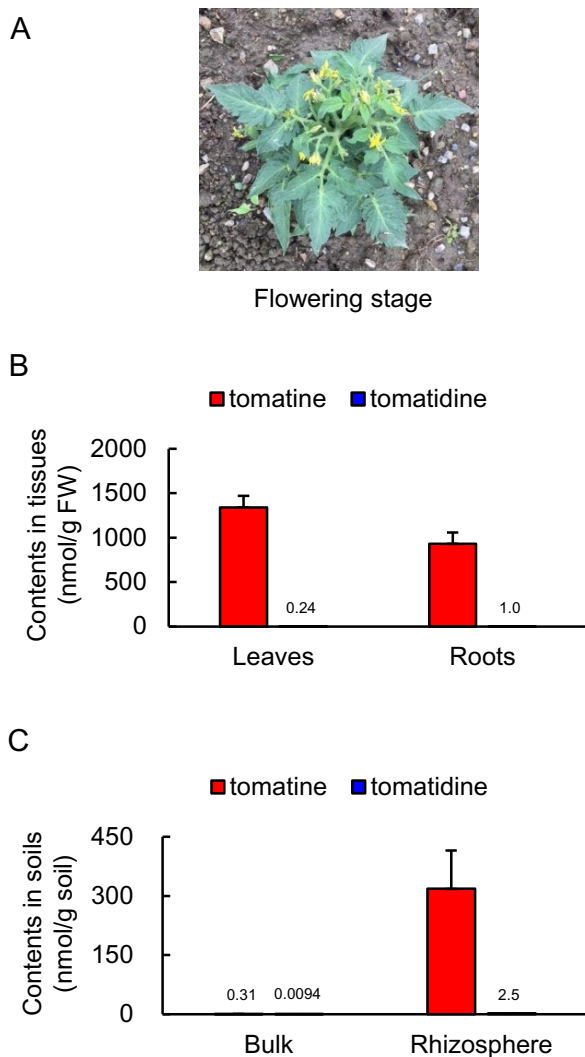 A
Flowering stage
B
tomatine tomatidine
Contents in tissues
(nmol/g FW)
2000
1500
1000
500
0
0.24
1.0
Leaves Roots
C
tomatine tomatidine
Contents in soils
(nmol/g soil)
450
300
150
0
0.31 0.0094
2.5
Bulk Rhizosphere